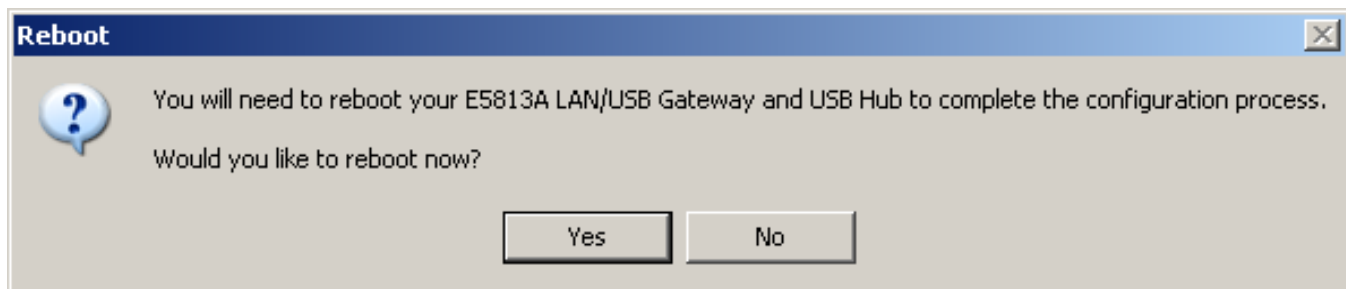 Reboot
You will need to reboot your E5813A LAN/USB Gateway and USB Hub to complete the configuration process.
Would you like to reboot now?
Yes
No